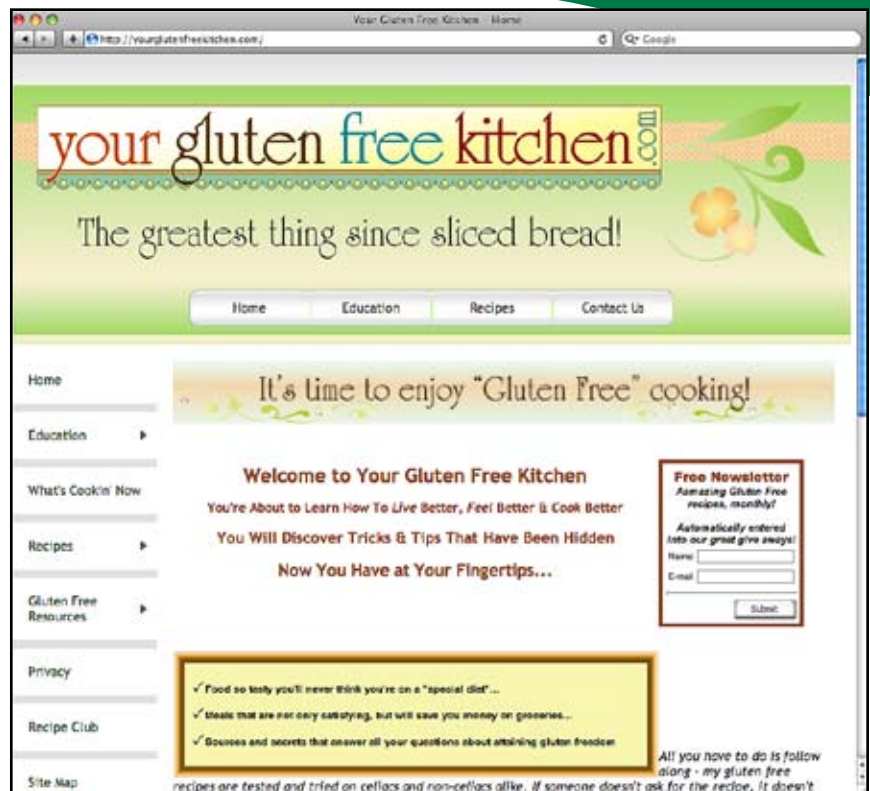 Your Gluten Free Kitchen - Home
http://yourglutenfreekitchen.com/
Google
your gluten free kitchen.com
The greatest thing since sliced bread!
Home Education Recipes Contact Us
Home
Education
What's Cookin' Now
Recipes
Gluten Free
Resources
Privacy
Recipe Club
Site Map
It's time to enjoy "Gluten Free" cooking!
Welcome to Your Gluten Free Kitchen
You're About to Learn How To Live Better, Feel Better & Cook Better
You Will Discover Tricks & Tips That Have Been Hidden
Now You Have at Your Fingertips...
Free Newsletter
Aamazing Gluten Free
recipes, monthly!
Automatically entered
into our great give aways!
Name
E-mail
Submit
✓ Food so tasty you'll never think you're on a "special diet"...
✓ Meals that are not only satisfying, but will save you money on groceries...
✓ Sources and secrets that answer all your questions about attaining gluten freedom
All you have to do is follow
along - my gluten free
recipes are tested and tried on celiacs and non-celiacs alike. If someone doesn't ask for the recipe, it doesn't